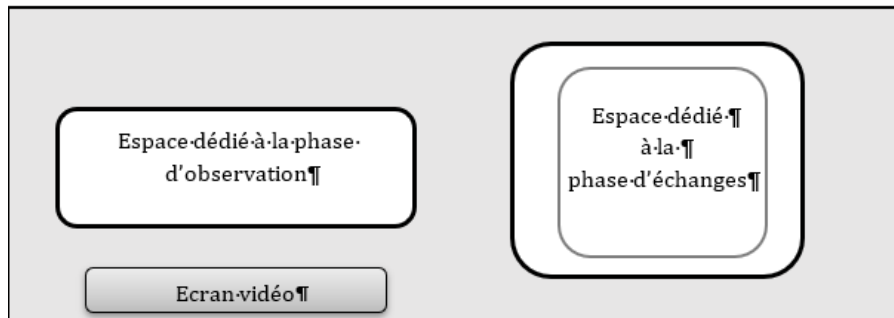 Espace·dédié·à·la·phase·
d'observation¶
Ecran·vidéo¶
Espace·dédié·¶
à·la·¶
phase·d'échanges¶